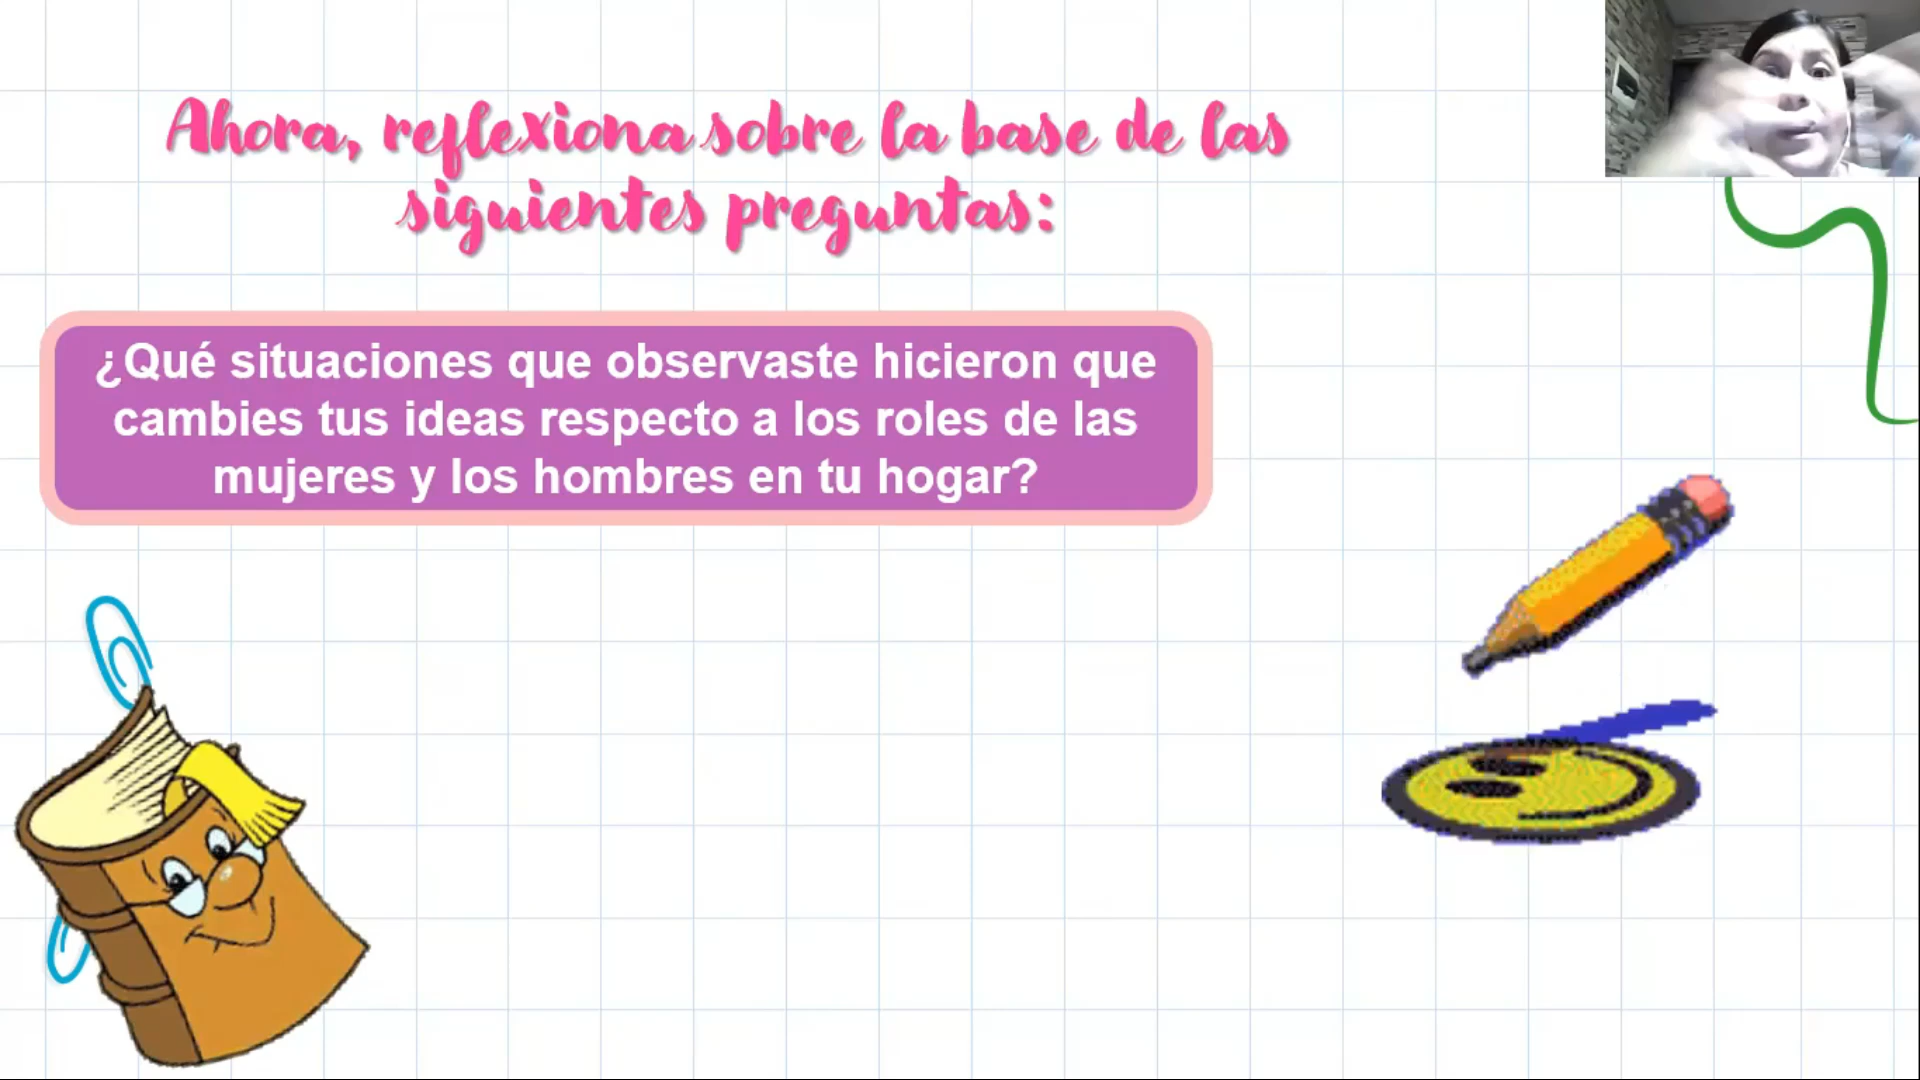 Ahora, reflexiona sobre la base de las
siguientes preguntas:
¿Qué situaciones que observaste hicieron que
cambies tus ideas respecto a los roles de las
mujeres y los hombres en tu hogar?